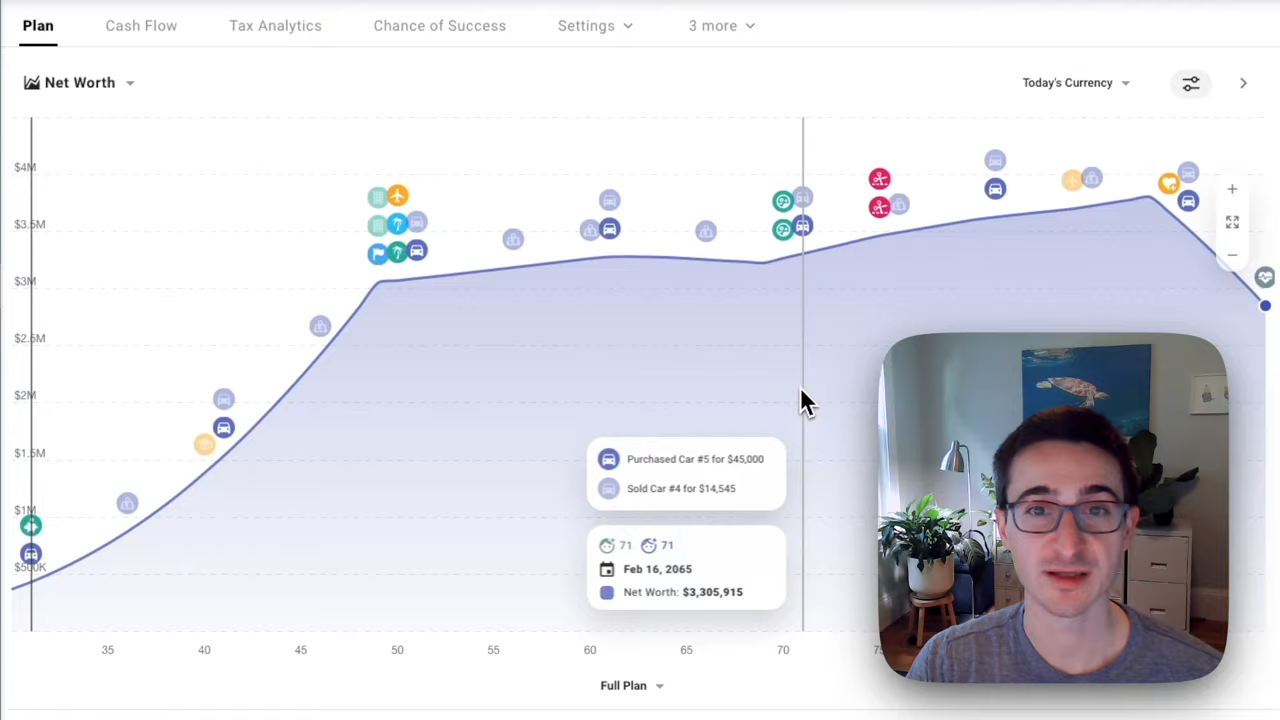 Plan Cash Flow Tax Analytics Chance of Success Settings 3 more
Net Worth
Today's Currency
$4M
$3.5M
$3M
$2.5M
$2M
$1.5M
$1M
$500K
Purchased Car #5 for $45,000
Sold Car #4 for $14,545
71 71
Feb 16, 2065
Net Worth: $3,305,915
35 40 45 50 55 60 65 70
Full Plan